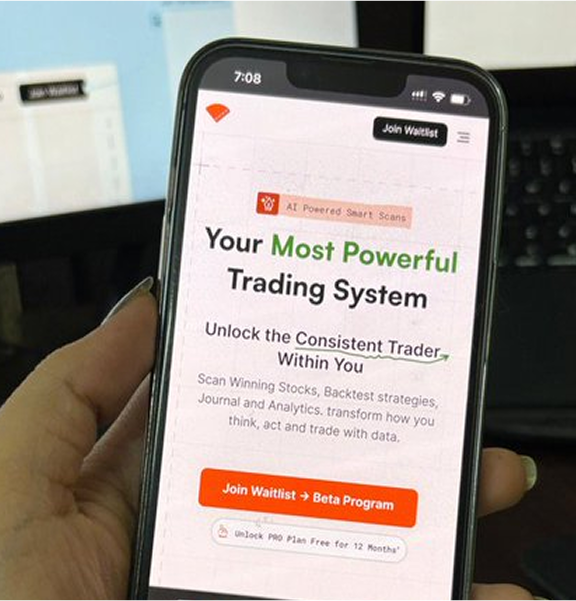 7:08
Join Waitlist
Join Waitlist
AI Powered Smart Scans
Your Most Powerful
Trading System
Unlock the Consistent Trader
Within You
Scan Winning Stocks, Backtest strategies,
Journal and Analytics. transform how you
think, act and trade with data.
Join Waitlist → Beta Program
Unlock PRO Plan Free for 12 Months*